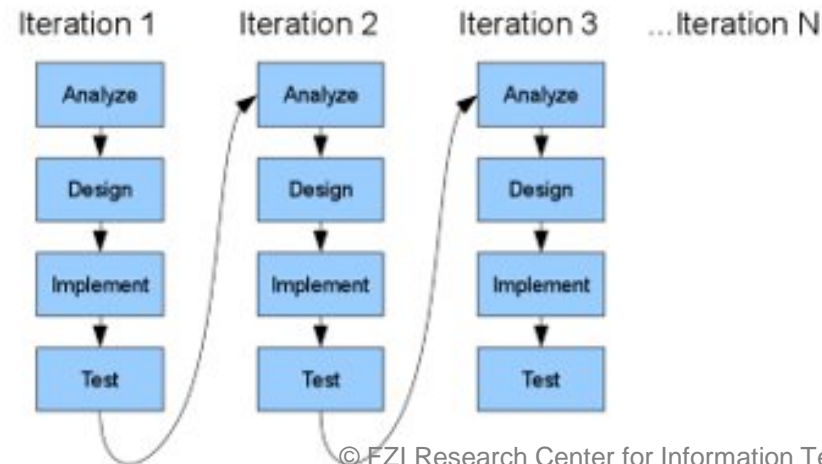 Iteration 1 Iteration 2 Iteration 3 ...Iteration N
Analyze Analyze Analyze
Design Design Design
Implement Implement Implement
Test Test Test
© FZI Research Center for Information